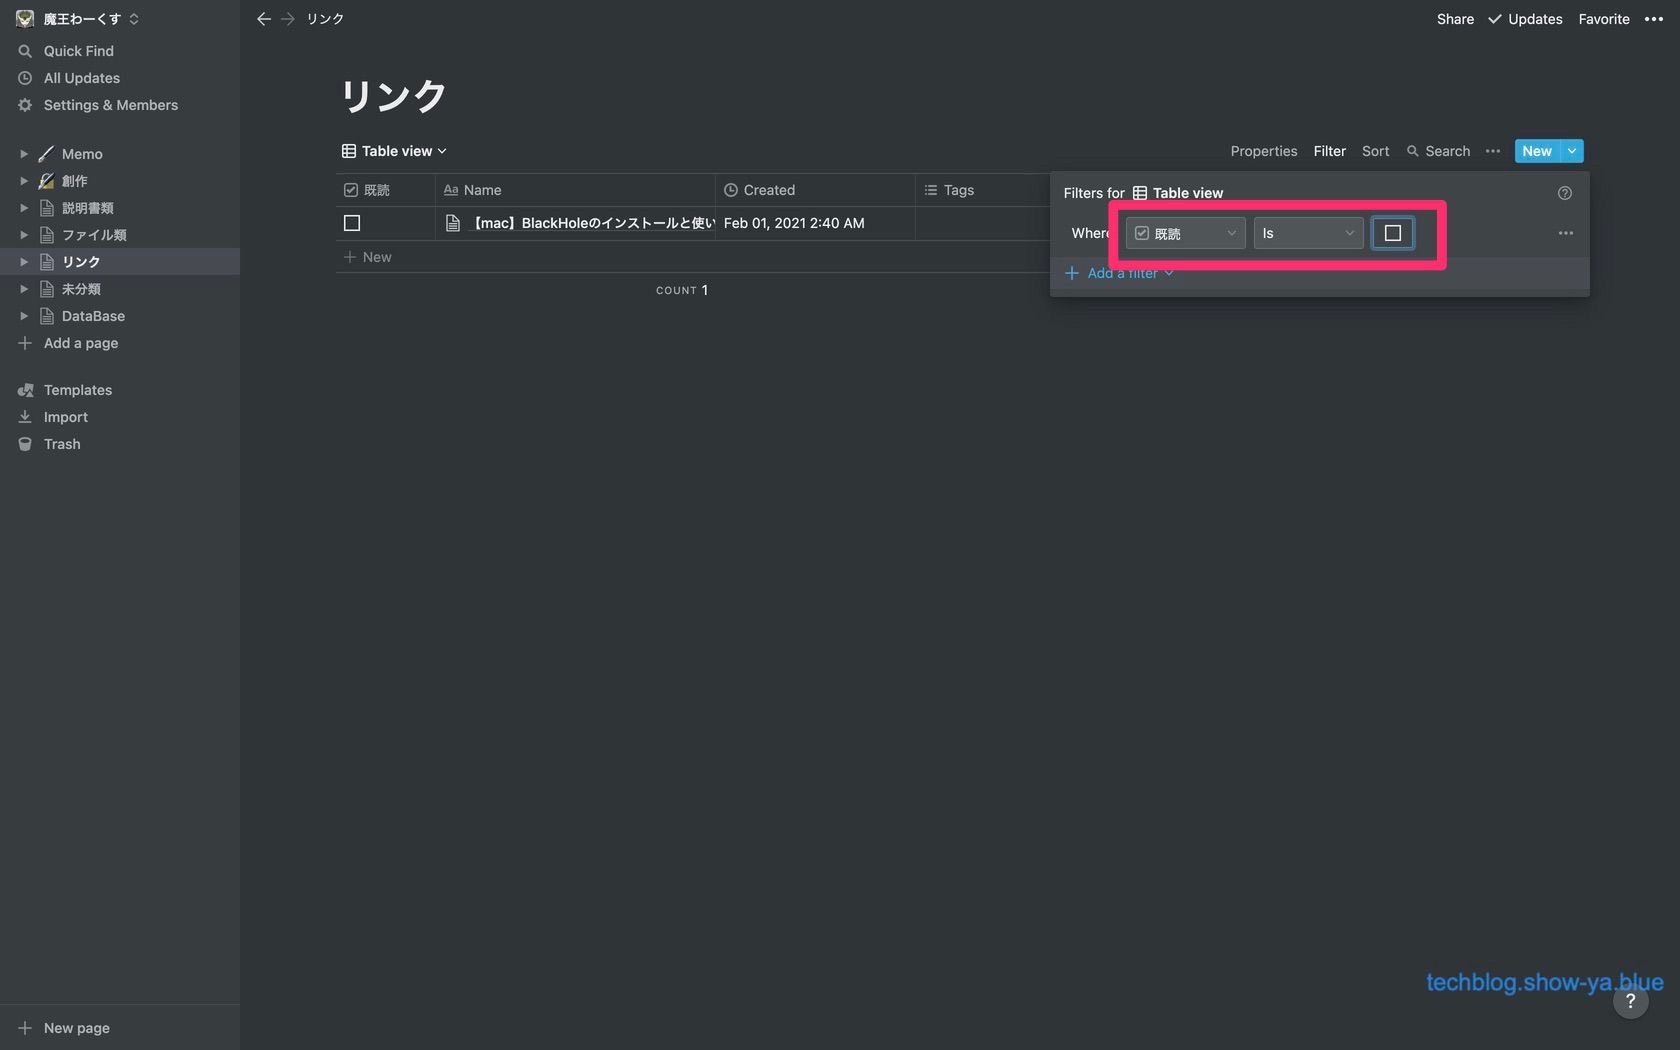 魔王わーくす
Quick Find
All Updates
Settings & Members
Memo
創作
説明書類
ファイル類
リンク
未分類
DataBase
Add a page
Templates
Import
Trash
New page
リンク
Share
Updates
Favorite
リンク
Table view
Properties
Filter
Sort
Search
New
既読
Name
Created
Tags
【mac】BlackHoleのインストールと使い
Feb 01, 2021 2:40 AM
New
COUNT 1
Filters for Table view
Where
既読
Is
Add a filter
techblog.show-ya.blue
?